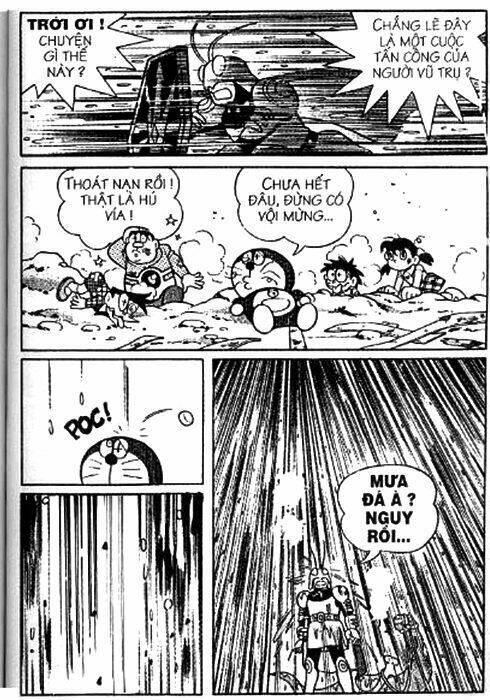 TRỜI ƠI !
CHUYỆN
GÌ THẾ
NÀY ?
CHẲNG LẼ ĐÂY
LÀ MỘT CUỘC
TẤN CÔNG CỦA
NGƯỜI VŨ TRỤ ?
THOÁT NẠN RỒI !
THẬT LÀ HÚ
VÍA !
CHƯA HẾT
ĐÂU, ĐỪNG CÓ
VỘI MỪNG...
POC!
MƯA
ĐÁ À ?
NGUY
RỒI...